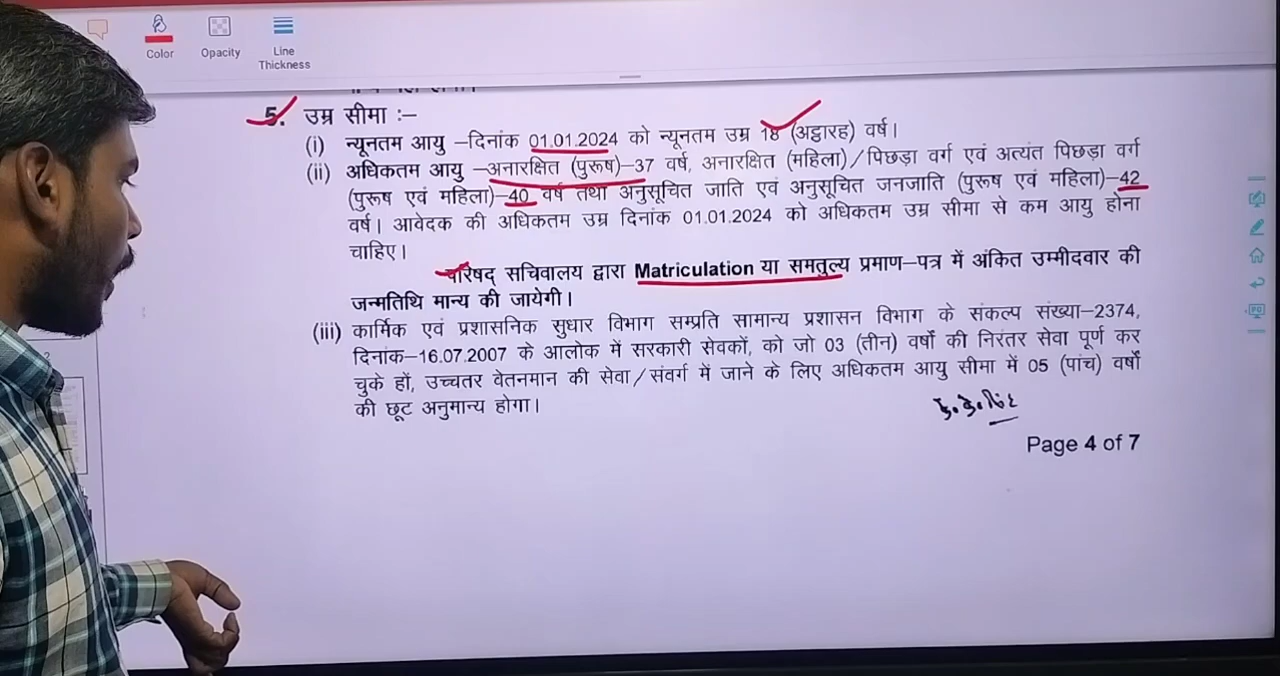 Color
Opacity
Line
Thickness
5. उम्र सीमा :–
(i) न्यूनतम आयु –दिनांक 01.01.2024 को न्यूनतम उम्र 18 (अट्ठारह) वर्ष।
(ii) अधिकतम आयु –अनारक्षित (पुरूष)–37 वर्ष, अनारक्षित (महिला)/पिछड़ा वर्ग एवं अत्यंत पिछड़ा वर्ग
(पुरूष एवं महिला)–40 वर्ष तथा अनुसूचित जाति एवं अनुसूचित जनजाति (पुरूष एवं महिला)–42
वर्ष। आवेदक की अधिकतम उम्र दिनांक 01.01.2024 को अधिकतम उम्र सीमा से कम आयु होना
चाहिए।
परिषद् सचिवालय द्वारा Matriculation या समतुल्य प्रमाण–पत्र में अंकित उम्मीदवार की
जन्मतिथि मान्य की जायेगी।
(iii) कार्मिक एवं प्रशासनिक सुधार विभाग सम्प्रति सामान्य प्रशासन विभाग के संकल्प संख्या–2374,
दिनांक–16.07.2007 के आलोक में सरकारी सेवकों, को जो 03 (तीन) वर्षों की निरंतर सेवा पूर्ण कर
चुके हों, उच्चतर वेतनमान की सेवा/संवर्ग में जाने के लिए अधिकतम आयु सीमा में 05 (पांच) वर्षों
की छूट अनुमान्य होगा।
Page 4 of 7